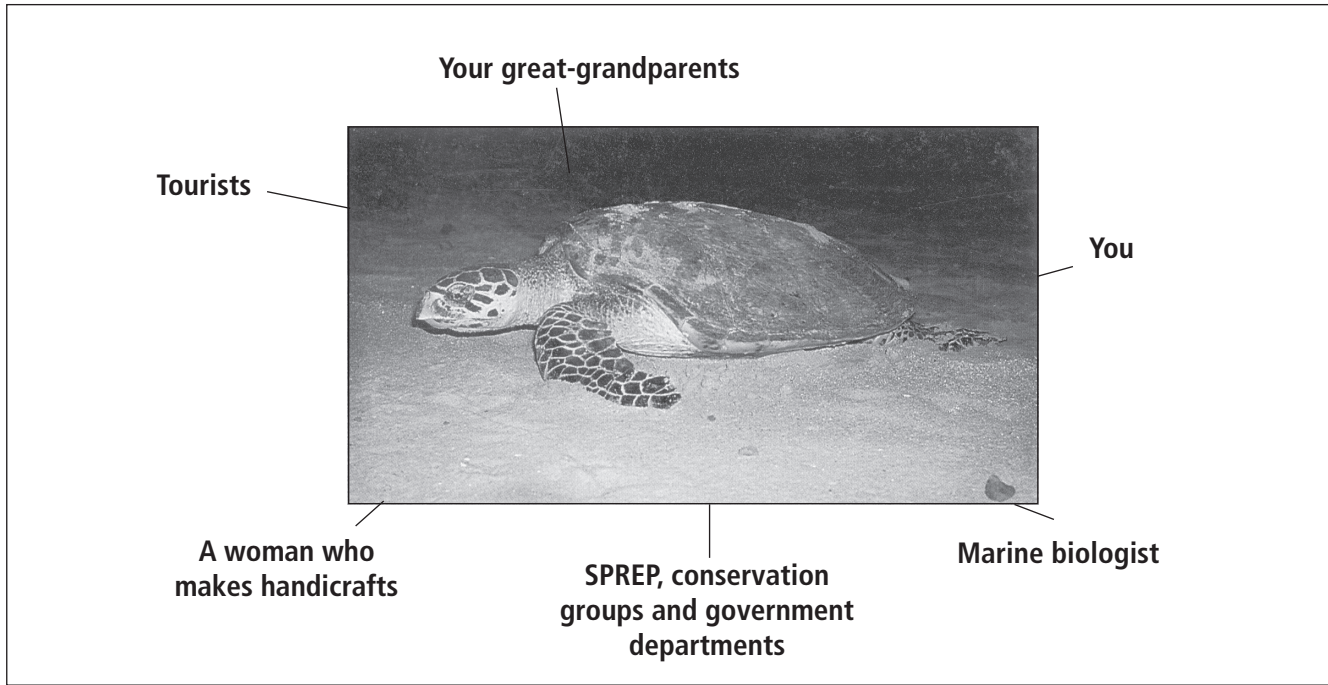 Your great-grandparents
Tourists
You
A woman who
makes handicrafts
SPREP, conservation
groups and government
departments
Marine biologist